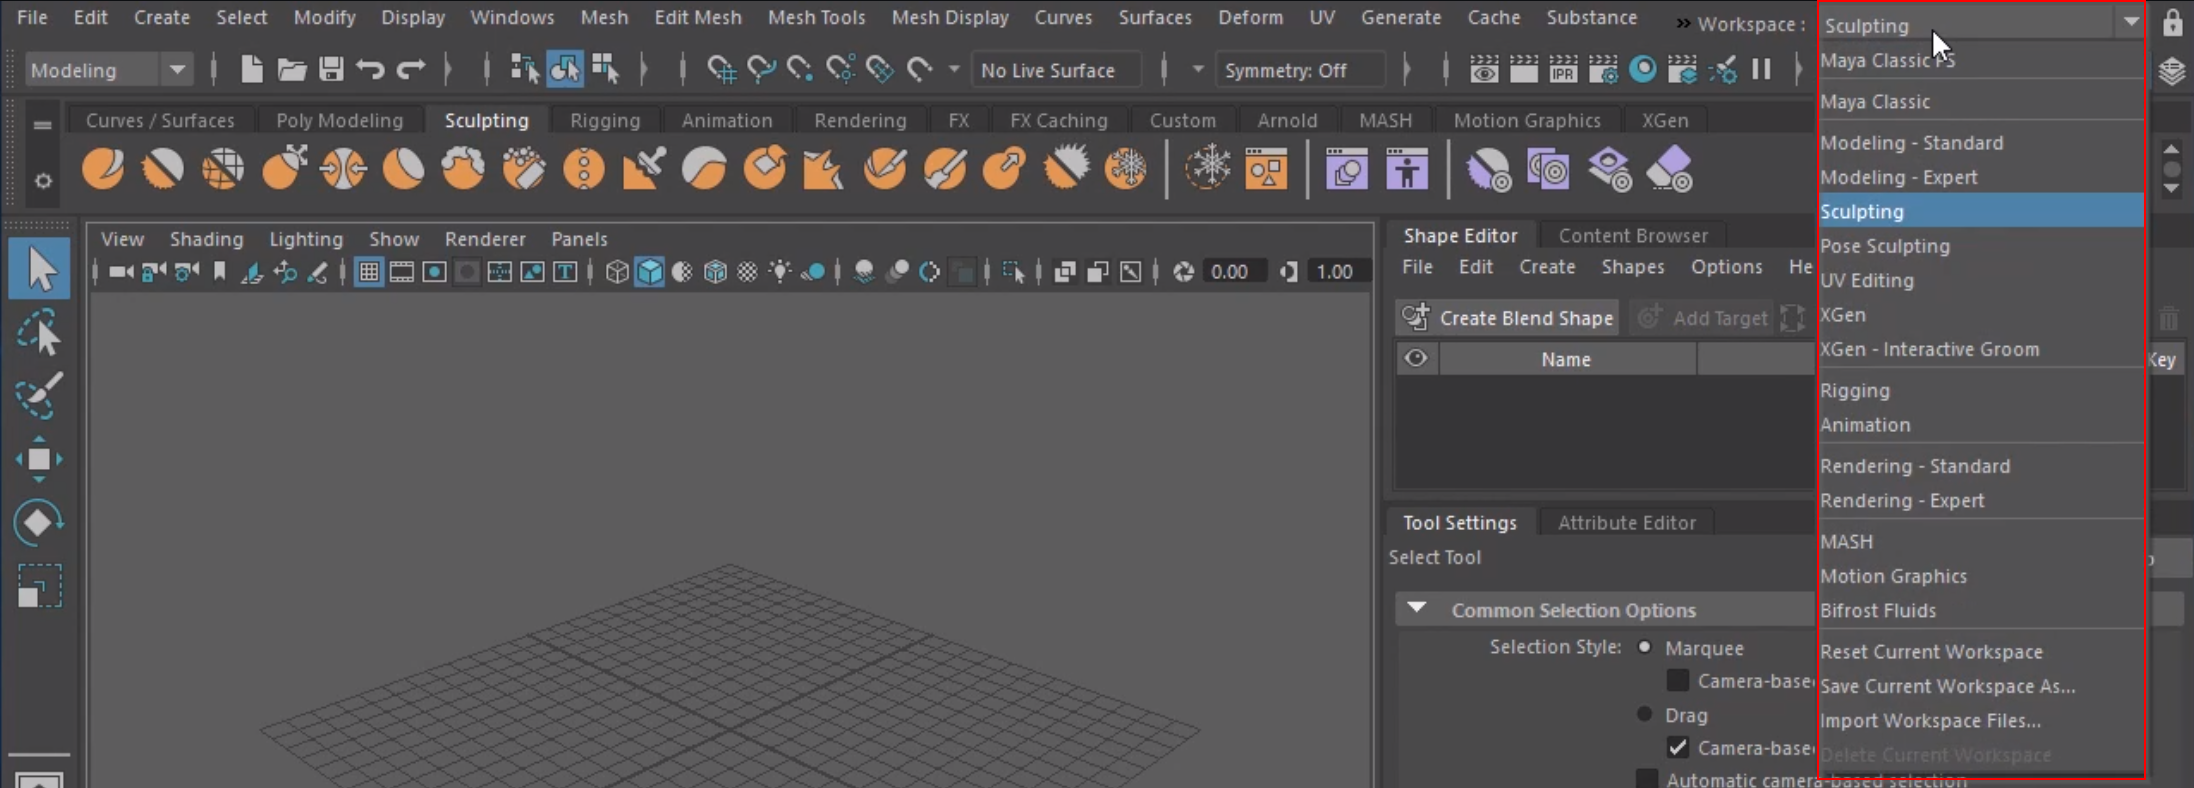 File Edit Create Select Modify Display Windows Mesh Edit Mesh Mesh Tools Mesh Display Curves Surfaces Deform UV Generate Cache Substance » Workspace : Sculpting
Modeling No Live Surface Symmetry: Off
IPR
Curves / Surfaces Poly Modeling Sculpting Rigging Animation Rendering FX FX Caching Custom Arnold MASH Motion Graphics XGen
View Shading Lighting Show Renderer Panels
0.00 1.00
Shape Editor Content Browser
File Edit Create Shapes Options He
Create Blend Shape Add Target
Name Key
Tool Settings Attribute Editor
Select Tool
Common Selection Options
Selection Style: Marquee
Camera-base
Drag
Camera-base
Automatic camera-based selection
Maya Classic FS
Maya Classic
Modeling - Standard
Modeling - Expert
Sculpting
Pose Sculpting
UV Editing
XGen
XGen - Interactive Groom
Rigging
Animation
Rendering - Standard
Rendering - Expert
MASH
Motion Graphics
Bifrost Fluids
Reset Current Workspace
Save Current Workspace As...
Import Workspace Files...
Delete Current Workspace